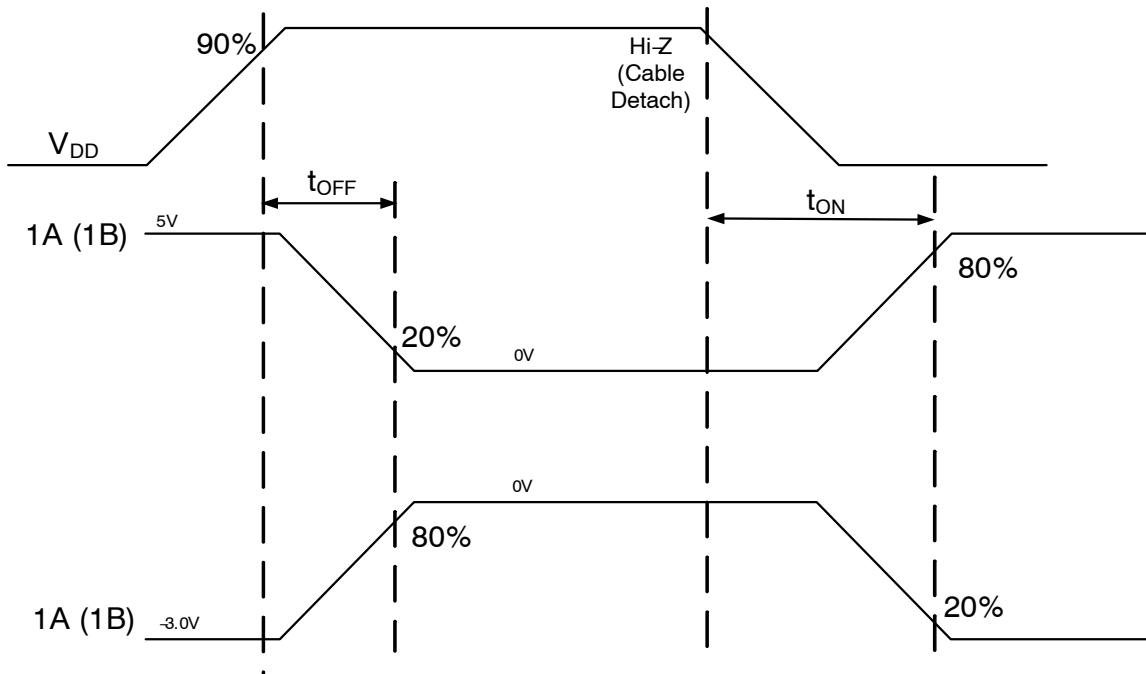 90%
Hi-Z
(Cable
Detach)
VDD
tOFF
tON
1A (1B)
5V
80%
20%
0V
0V
80%
20%
1A (1B)
-3.0V